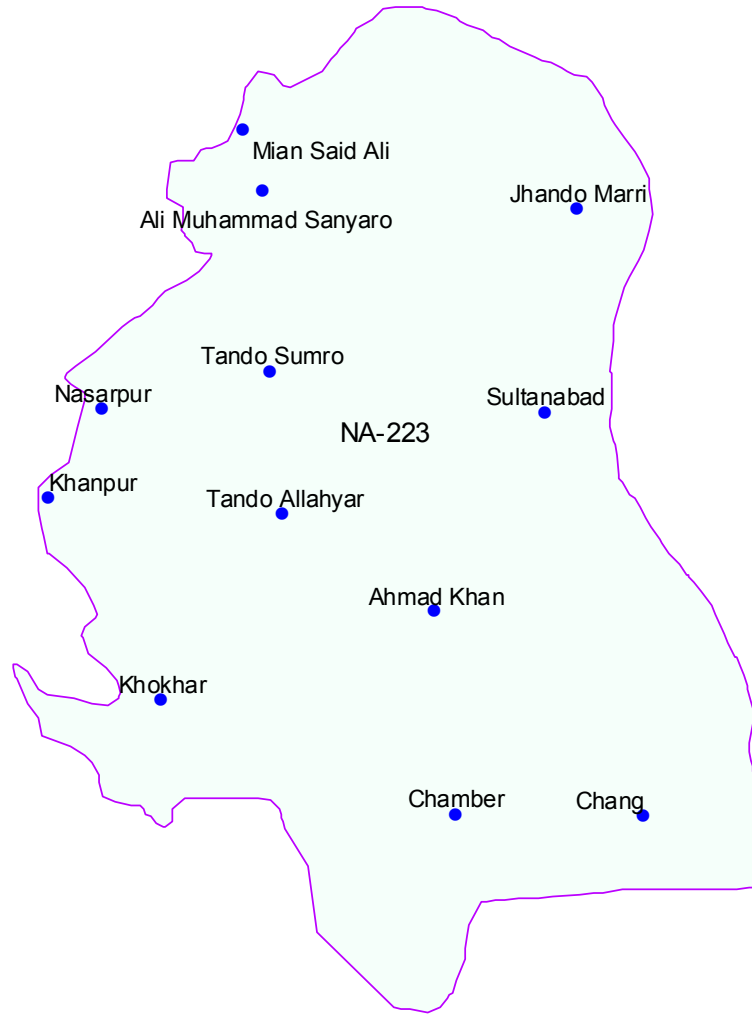 Mian Said Ali
Jhando Marri
Ali Muhammad Sanyaro
Tando Sumro
Nasarpur
Sultanabad
NA-223
Khanpur
Tando Allahyar
Ahmad Khan
Khokhar
Chamber
Chang